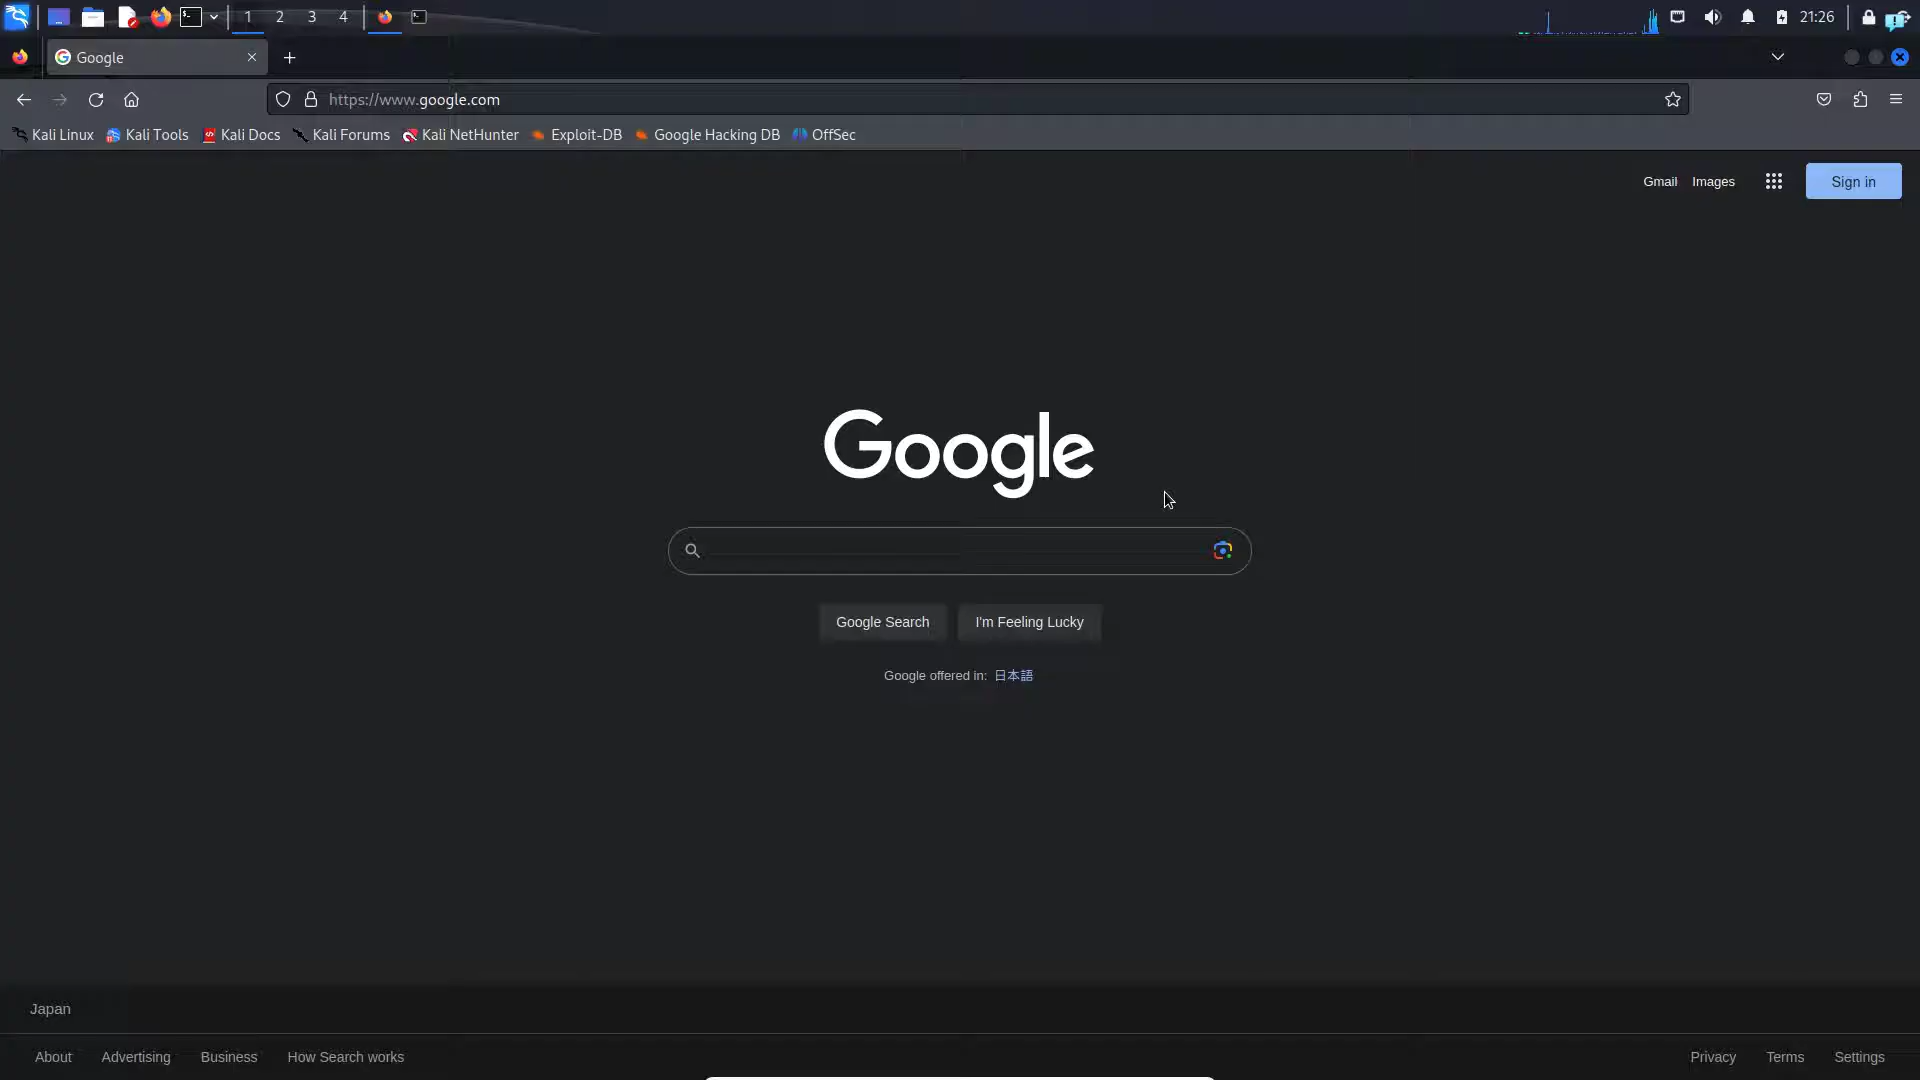 1 2 3 4 21:26
Google
https://www.google.com
Kali Linux Kali Tools Kali Docs Kali Forums Kali NetHunter Exploit-DB Google Hacking DB OffSec
Gmail Images Sign in
Google
Google Search I'm Feeling Lucky
Google offered in: 日本語
Japan
About Advertising Business How Search works Privacy Terms Settings